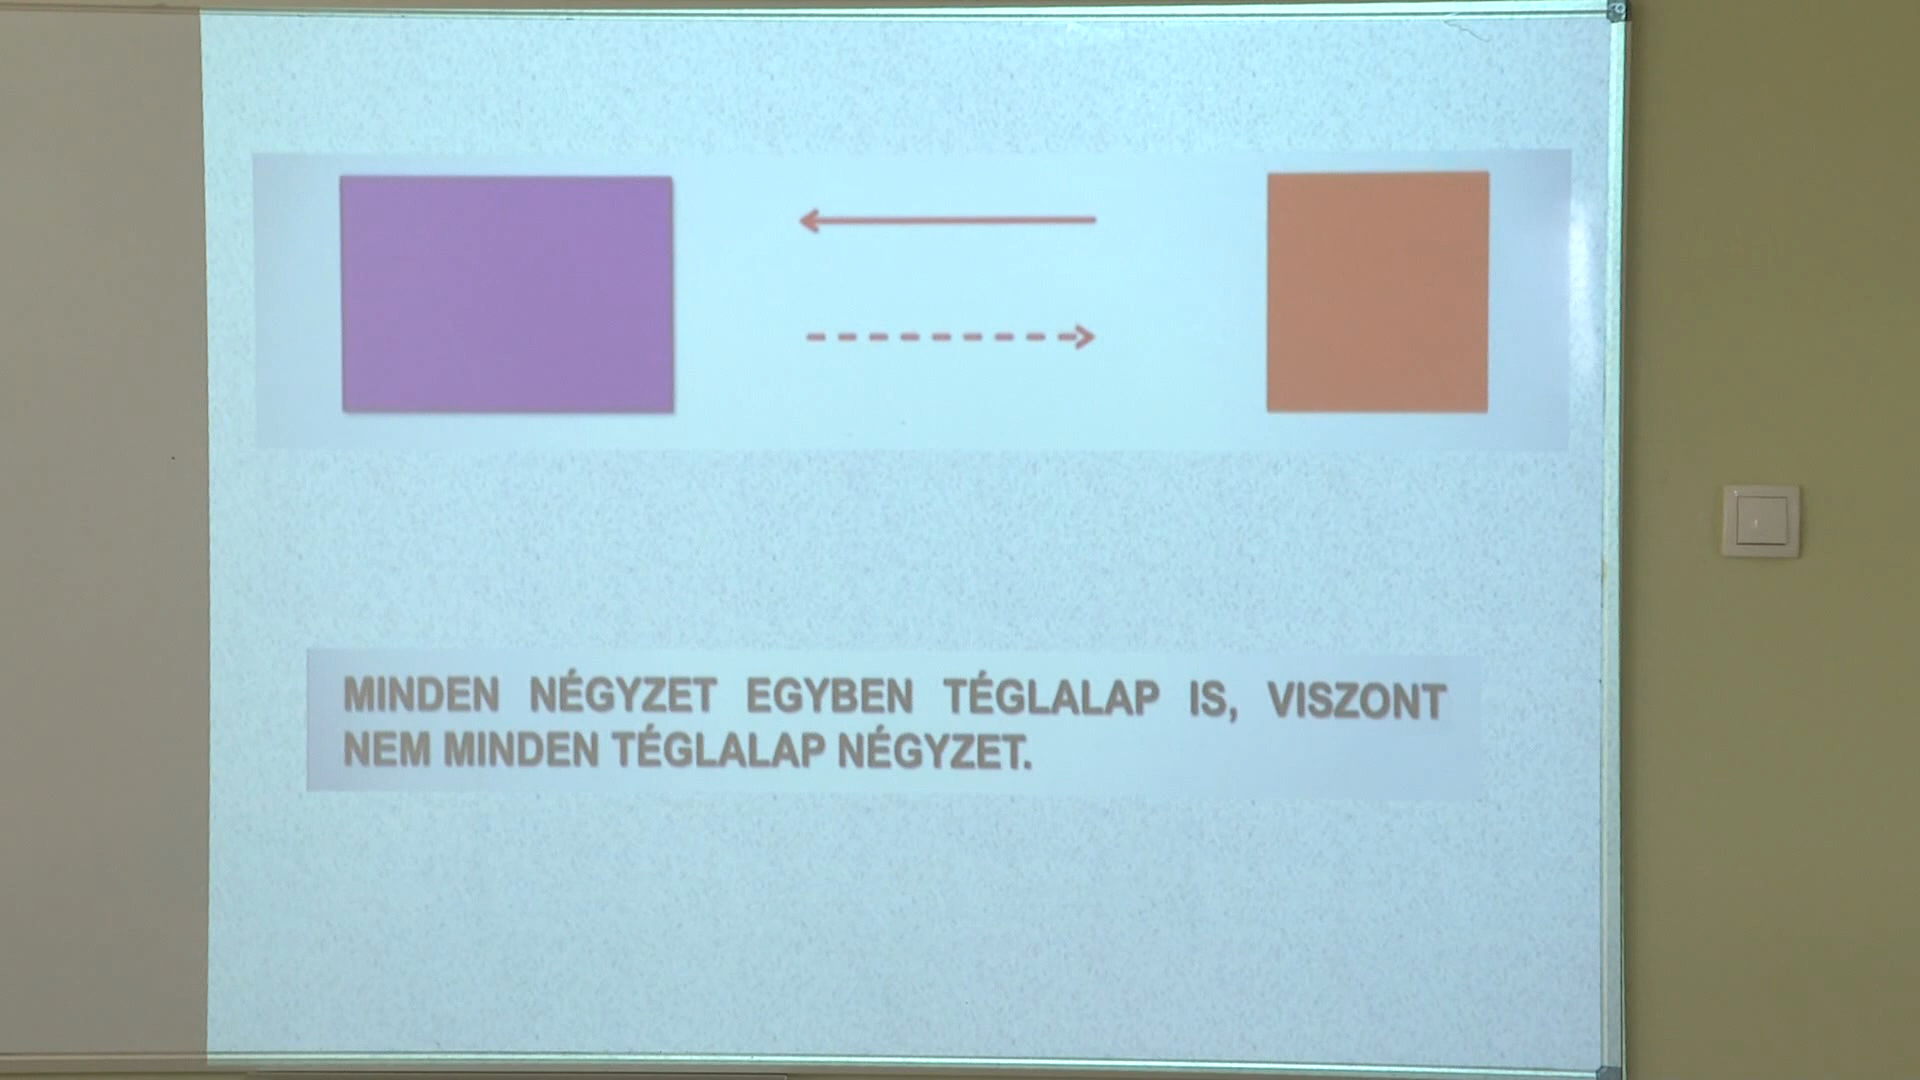 MINDEN NÉGYZET EGYBEN TÉGLALAP IS, VISZONT
NEM MINDEN TÉGLALAP NÉGYZET.